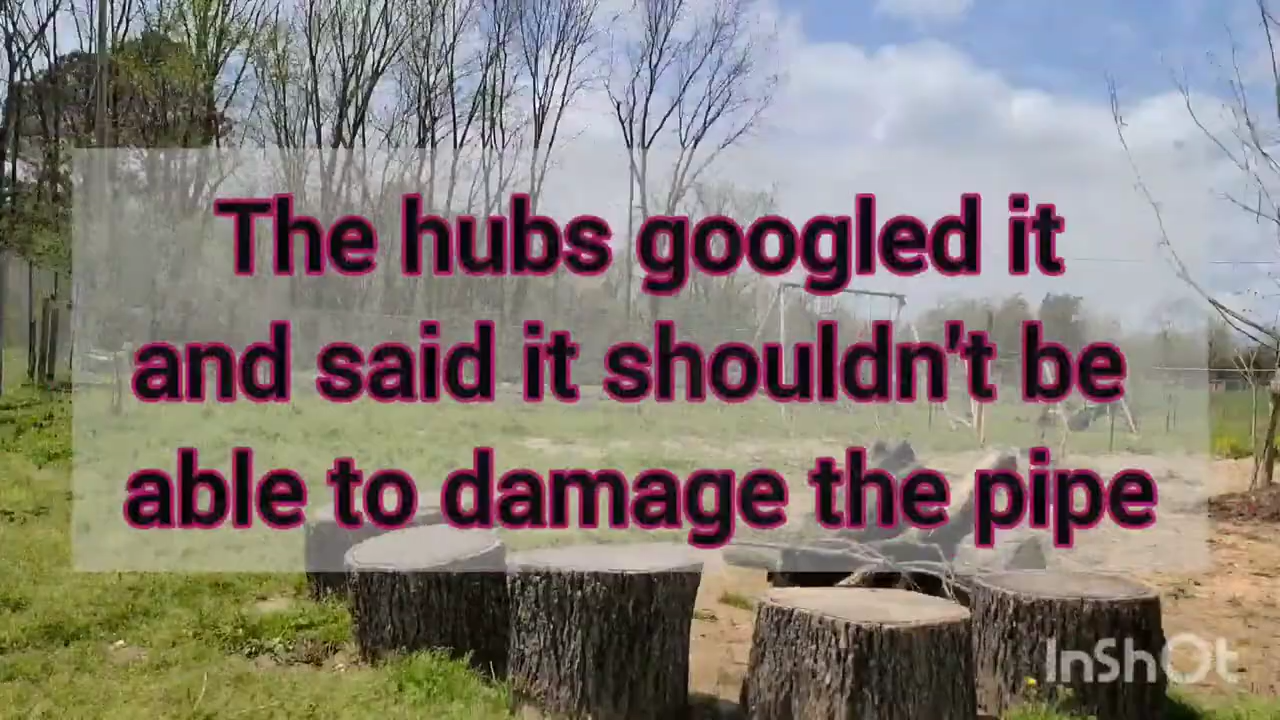 The hubs googled it
and said it shouldn't be
able to damage the pipe
InShOt